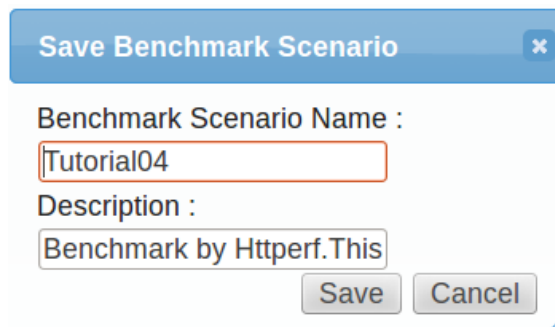 Save Benchmark Scenario
Benchmark Scenario Name :
Tutorial04
Description :
Benchmark by Httperf.This
Save Cancel